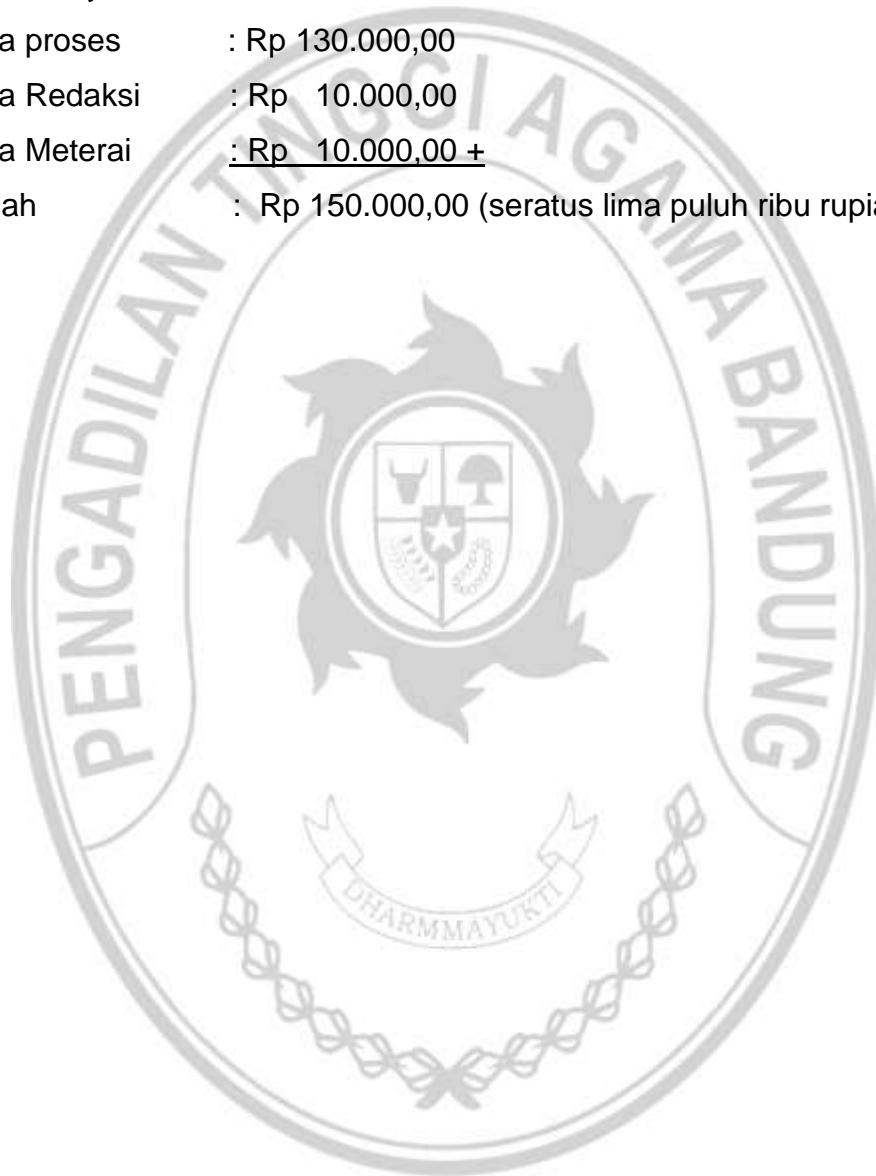 a proses : Rp 130.000,00
a Redaksi : Rp 10.000,00
a Meterai : Rp 10.000,00 +
ah : Rp 150.000,00 (seratus lima puluh ribu
PENGADILAN TINGGI AGAMA BANDUNG
DHARMMAYUKTI